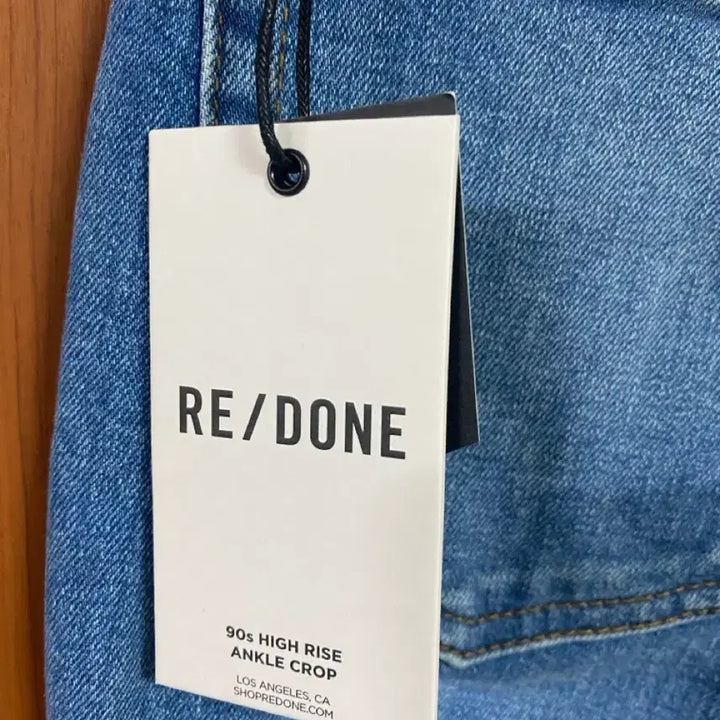 RE/DONE
90s HIGH RISE
ANKLE CROP
LOS ANGELES, CA
SHOPREDONE.COM